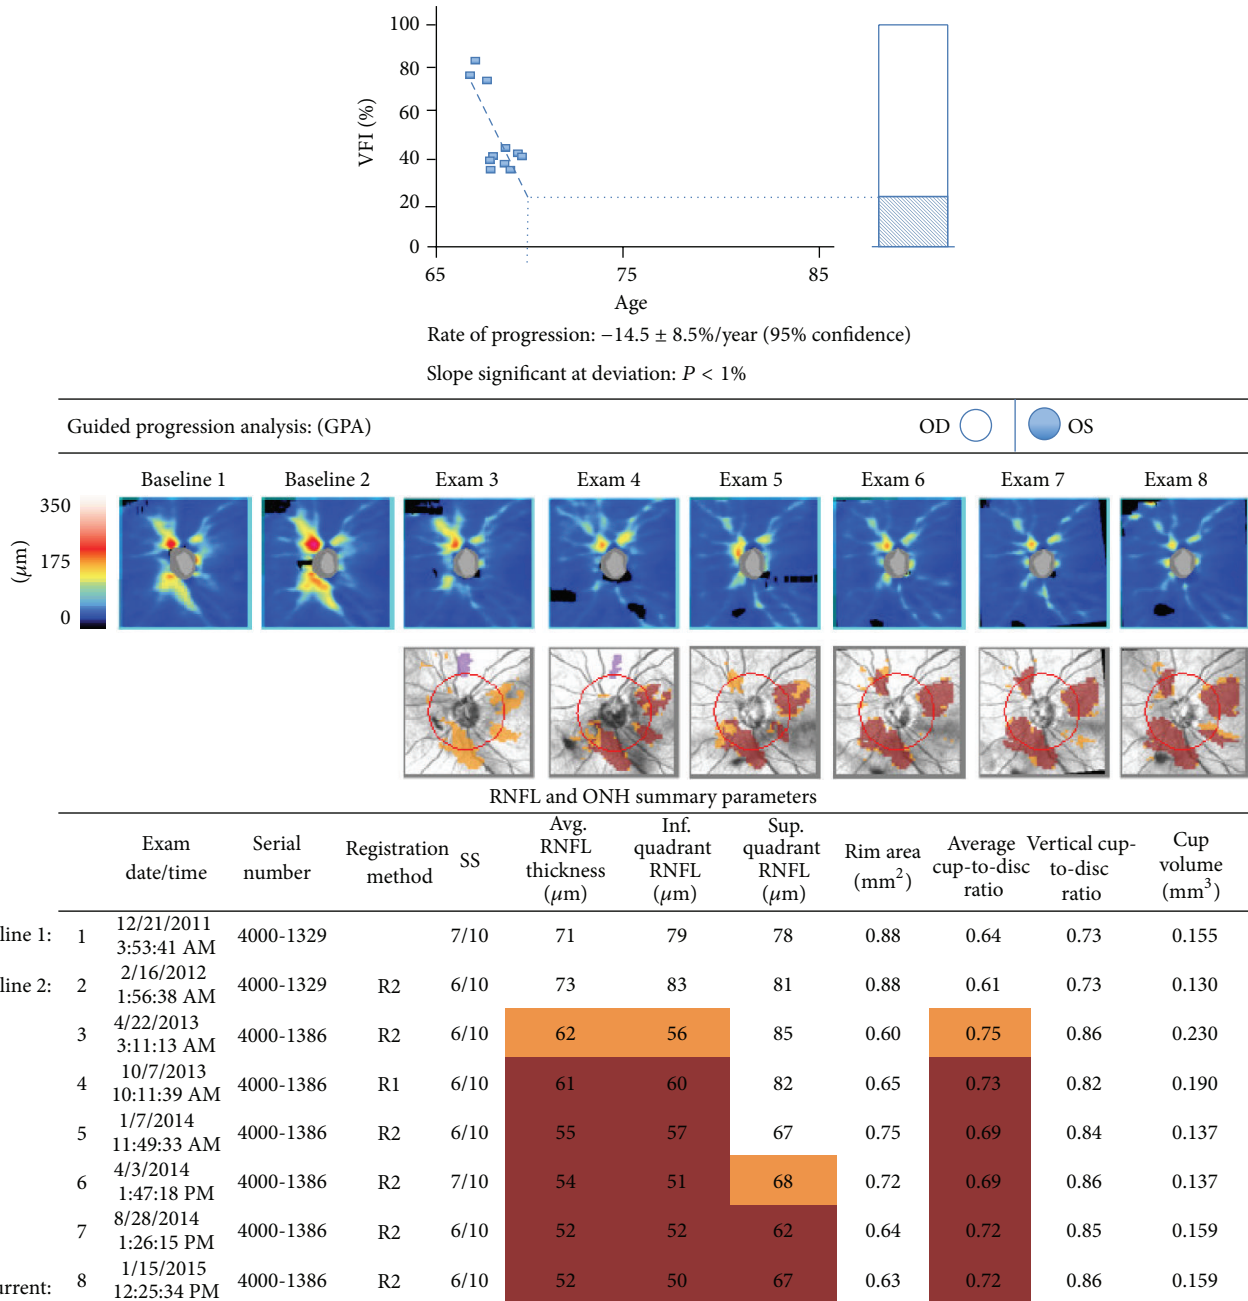 100
80
60
40
20
0
VFI (%)
65 75 85
Age
Rate of progression: −14.5 ± 8.5%/year (95% confidence)
Slope significant at deviation: P < 1%
Guided progression analysis: (GPA) OD OS
Baseline 1 Baseline 2 Exam 3 Exam 4 Exam 5 Exam 6 Exam 7 Exam 8
350
175
0
(μm)
RNFL and ONH summary parameters
Exam date/time Serial number Registration method SS Avg. RNFL thickness (μm) Inf. quadrant RNFL (μm) Sup. quadrant RNFL (μm) Rim area (mm²) Average cup-to-disc ratio Vertical cup-to-disc ratio Cup volume (mm³)
line 1: 1 12/21/2011 3:53:41 AM 4000-1329 7/10 71 79 78 0.88 0.64 0.73 0.155
line 2: 2 2/16/2012 1:56:38 AM 4000-1329 R2 6/10 73 83 81 0.88 0.61 0.73 0.130
3 4/22/2013 3:11:13 AM 4000-1386 R2 6/10 62 56 85 0.60 0.75 0.86 0.230
4 10/7/2013 10:11:39 AM 4000-1386 R1 6/10 61 60 82 0.65 0.73 0.82 0.190
5 1/7/2014 11:49:33 AM 4000-1386 R2 6/10 55 57 67 0.75 0.69 0.84 0.137
6 4/3/2014 1:47:18 PM 4000-1386 R2 7/10 54 51 68 0.72 0.69 0.86 0.137
7 8/28/2014 1:26:15 PM 4000-1386 R2 6/10 52 52 62 0.64 0.72 0.85 0.159
urrent: 8 1/15/2015 12:25:34 PM 4000-1386 R2 6/10 52 50 67 0.63 0.72 0.86 0.159